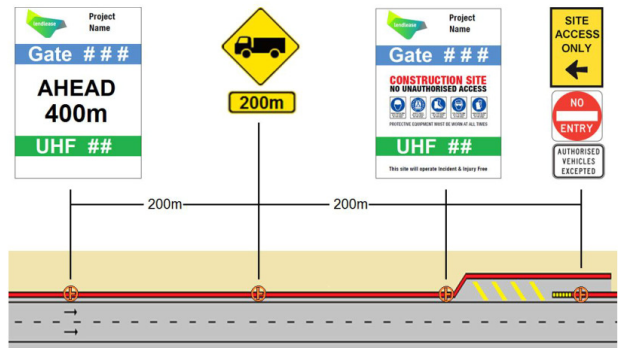 lendlease
Project
Name
Gate ###
AHEAD
400m
UHF ##
200m
lendlease
Project
Name
Gate ###
CONSTRUCTION SITE
NO UNAUTHORISED ACCESS
PROTECTIVE EQUIPMENT MUST BE WORN AT ALL TIMES
UHF ##
This site will operate Incident & Injury Free
SITE
ACCESS
ONLY
NO
ENTRY
AUTHORISED
VEHICLES
EXCEPTED
200m
200m